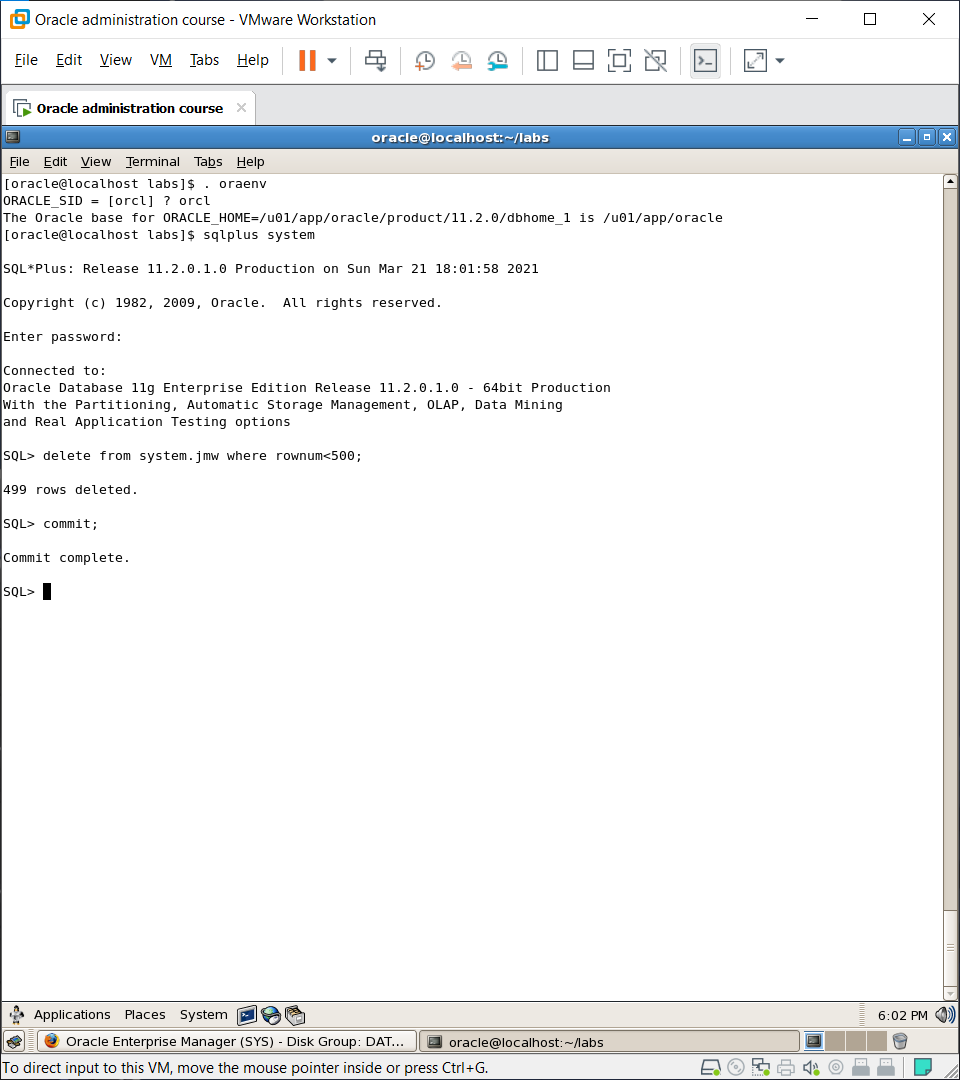 Oracle administration course - VMware Workstation
File Edit View VM Tabs Help
Oracle administration course
oracle@localhost:~/labs
File Edit View Terminal Tabs Help
[oracle@localhost labs]$ . oraenv
ORACLE_SID = [orcl] ? orcl
The Oracle base for ORACLE_HOME=/u01/app/oracle/product/11.2.0/dbhome_1 is /u01/app/oracle
[oracle@localhost labs]$ sqlplus system
SQL*Plus: Release 11.2.0.1.0 Production on Sun Mar 21 18:01:58 2021
Copyright (c) 1982, 2009, Oracle.  All rights reserved.
Enter password:
Connected to:
Oracle Database 11g Enterprise Edition Release 11.2.0.1.0 - 64bit Production
With the Partitioning, Automatic Storage Management, OLAP, Data Mining
and Real Application Testing options
SQL> delete from system.jmw where rownum<500;
499 rows deleted.
SQL> commit;
Commit complete.
SQL>
Applications Places System 6:02 PM
Oracle Enterprise Manager (SYS) - Disk Group: DAT... oracle@localhost:~/labs
To direct input to this VM, move the mouse pointer inside or press Ctrl+G.